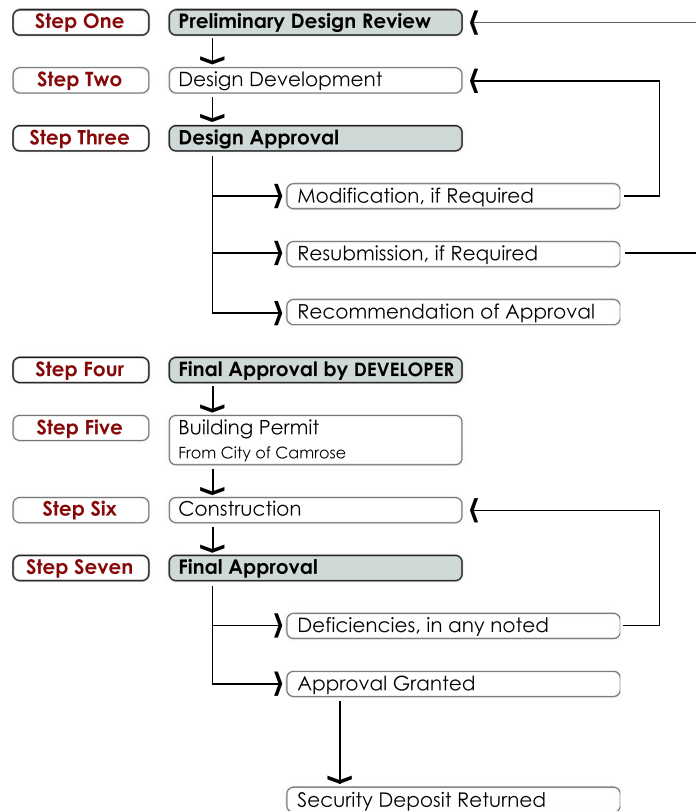 Step One
Preliminary Design Review
Step Two
Design Development
Step Three
Design Approval
Modification, if Required
Resubmission, if Required
Recommendation of Approval
Step Four
Final Approval by DEVELOPER
Step Five
Building Permit
From City of Camrose
Step Six
Construction
Step Seven
Final Approval
Deficiencies, in any noted
Approval Granted
Security Deposit Returned